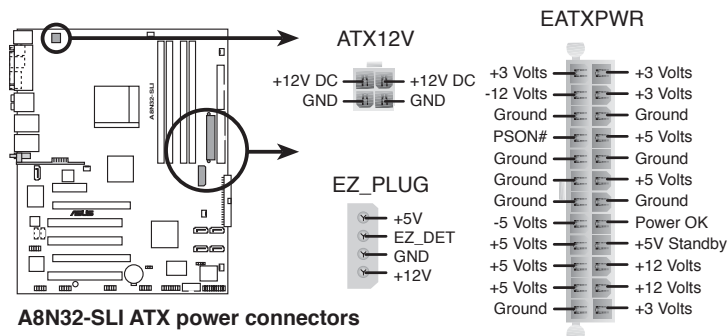 EATXPWR
ATX12V
+12V DC +12V DC
GND GND
A8N32-SLI
ASUS
EZ_PLUG
+5V
EZ_DET
GND
+12V
+3 Volts +3 Volts
-12 Volts +3 Volts
Ground Ground
PSON# +5 Volts
Ground Ground
Ground +5 Volts
Ground Ground
-5 Volts Power OK
+5 Volts +5V Standby
+5 Volts +12 Volts
+5 Volts +12 Volts
Ground +3 Volts
A8N32-SLI ATX power connectors